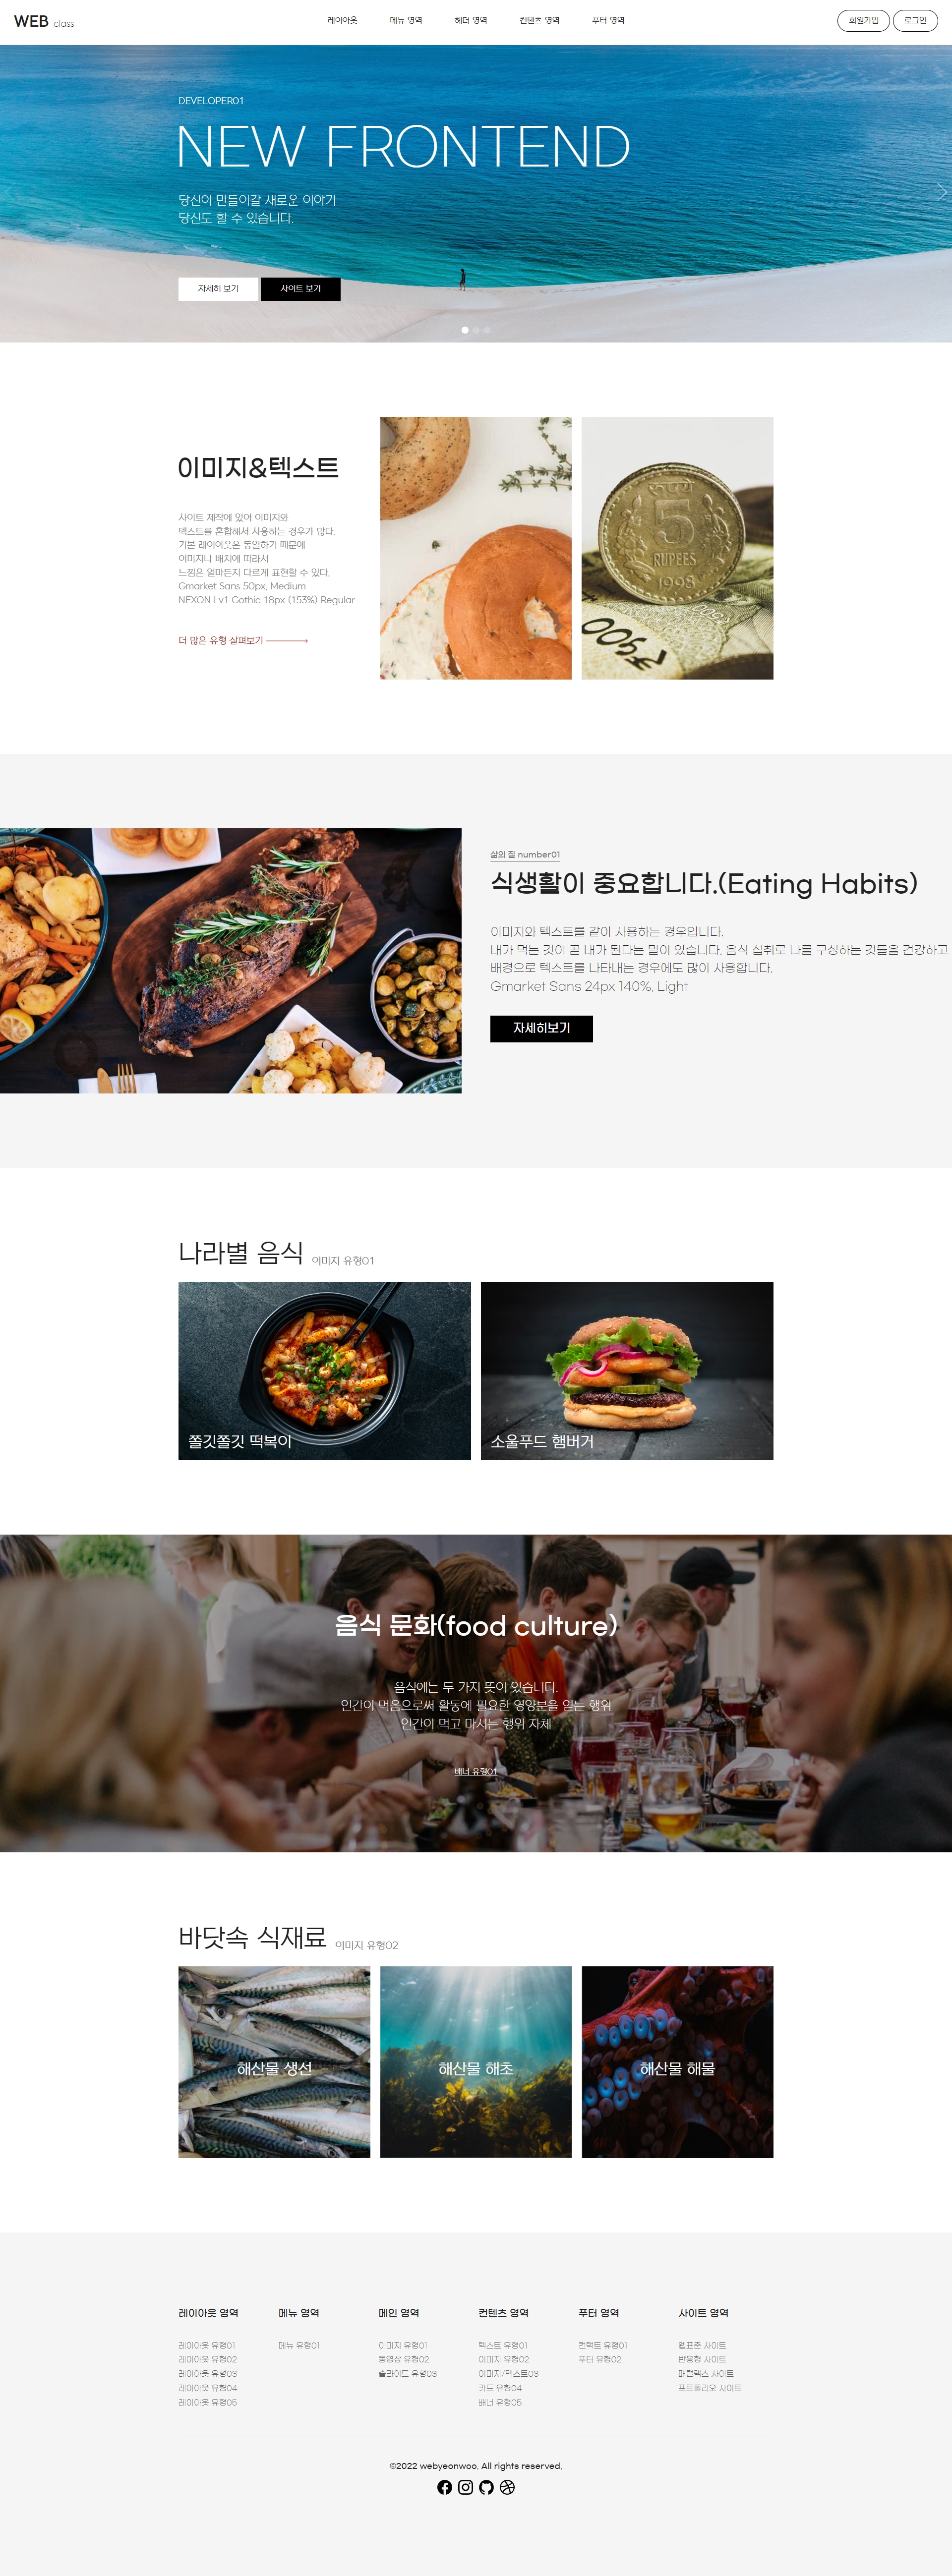 WEB class
레이아웃
메뉴 영역
헤더 영역
컨텐츠 영역
푸터 영역
회원가입
로그인
DEVELOPER01
NEW FRONTEND
당신이 만들어갈 새로운 이야기
당신도 할 수 있습니다.
자세히 보기
사이트 보기
이미지&텍스트
사이트 제작에 있어 이미지와
텍스트를 혼합해서 사용하는 경우가 많다.
기본 레이아웃은 동일하기 때문에
이미지나 배치에 따라서
느낌은 얼마든지 다르게 표현할 수 있다.
Gmarket Sans 50px, Medium
NEXON Lv1 Gothic 18px (153%) Regular
더 많은 유형 살펴보기
5
RUPEES
1998
500
삶의 질 number01
식생활이 중요합니다.(Eating Habits)
이미지와 텍스트를 같이 사용하는 경우입니다.
내가 먹는 것이 곧 내가 된다는 말이 있습니다. 음식 섭취로 나를 구성하는 것들을 건강하고
배경으로 텍스트를 나타내는 경우에도 많이 사용합니다.
Gmarket Sans 24px 140%, Light
자세히보기
나라별 음식 이미지 유형01
쫄깃쫄깃 떡볶이
소울푸드 햄버거
음식 문화(food culture)
음식에는 두 가지 뜻이 있습니다.
인간이 먹음으로써 활동에 필요한 영양분을 얻는 행위
인간이 먹고 마시는 행위 자체
배너 유형01
바닷속 식재료 이미지 유형02
해산물 생선
해산물 해초
해산물 해물
레이아웃 영역
레이아웃 유형01
레이아웃 유형02
레이아웃 유형03
레이아웃 유형04
레이아웃 유형05
메뉴 영역
메뉴 유형01
메인 영역
이미지 유형01
동영상 유형02
슬라이드 유형03
컨텐츠 영역
텍스트 유형01
이미지 유형02
이미지/텍스트03
카드 유형04
배너 유형05
푸터 영역
컨택트 유형01
푸터 유형02
사이트 영역
웹표준 사이트
반응형 사이트
패럴랙스 사이트
포트폴리오 사이트
©2022 webyeonwoo, All rights reserved,